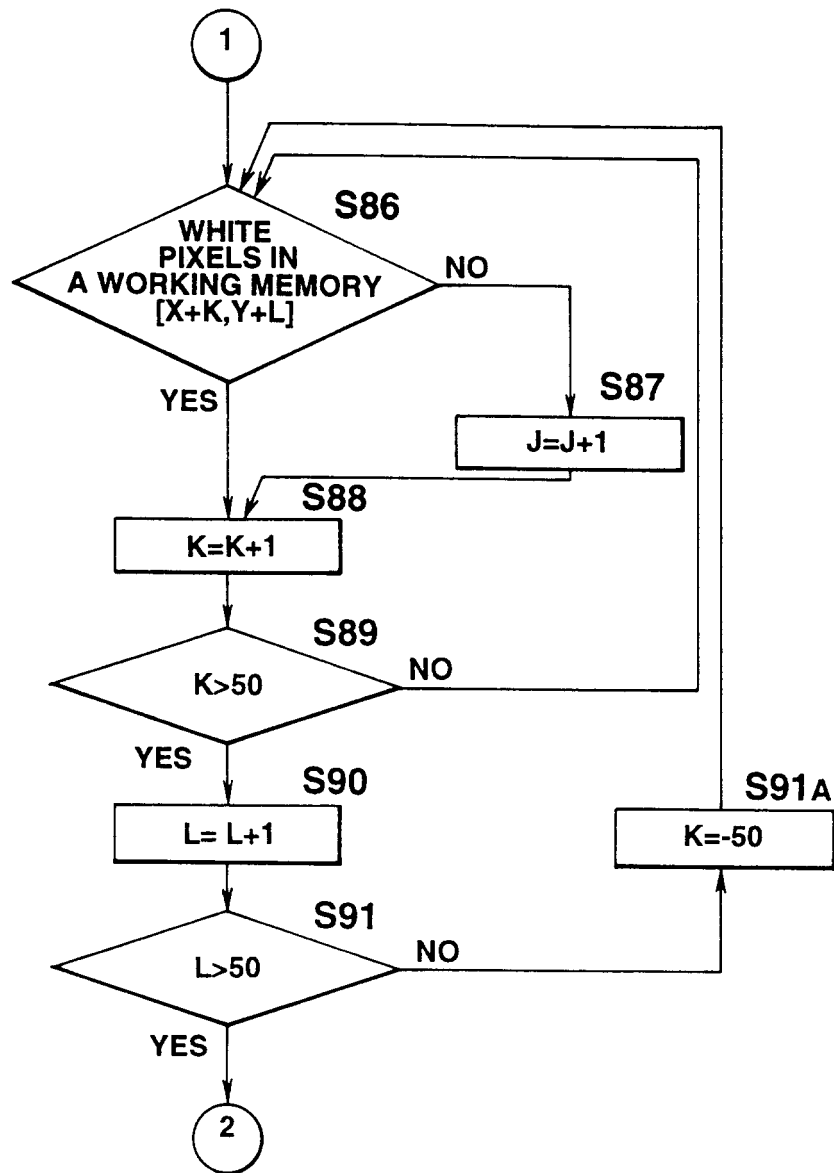 1
S86
WHITE
PIXELS IN
A WORKING MEMORY
[X+K,Y+L]
NO
YES
S87
J=J+1
S88
K=K+1
S89
K>50
NO
YES
S90
L= L+1
S91A
K=-50
S91
L>50
NO
YES
2